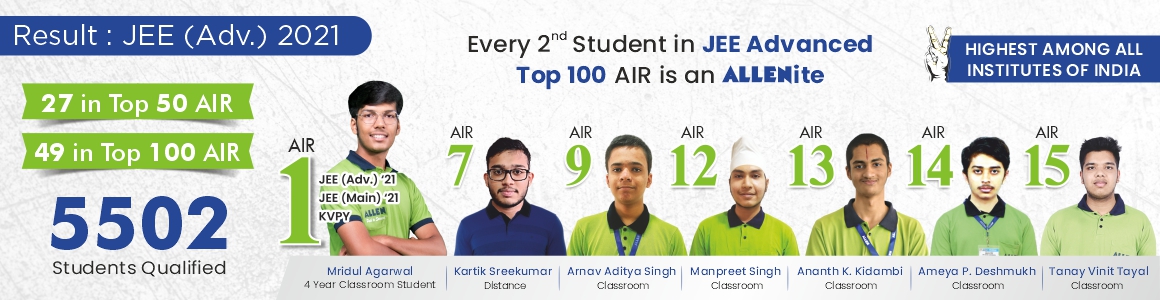 Result : JEE (Adv.) 2021
27 in Top 50 AIR
49 in Top 100 AIR
5502
Students Qualified
Every 2nd Student in JEE Advanced
Top 100 AIR is an ALLENite
HIGHEST AMONG ALL
INSTITUTES OF INDIA
AIR
1
JEE (Adv.) '21
JEE (Main) '21
KVPY
ALLEN
Mridul Agarwal
4 Year Classroom Student
AIR
7
Kartik Sreekumar
Distance
AIR
9
Arnav Aditya Singh
Classroom
AIR
12
Manpreet Singh
Classroom
AIR
13
Ananth K. Kidambi
Classroom
AIR
14
Ameya P. Deshmukh
Classroom
AIR
15
Tanay Vinit Tayal
Classroom